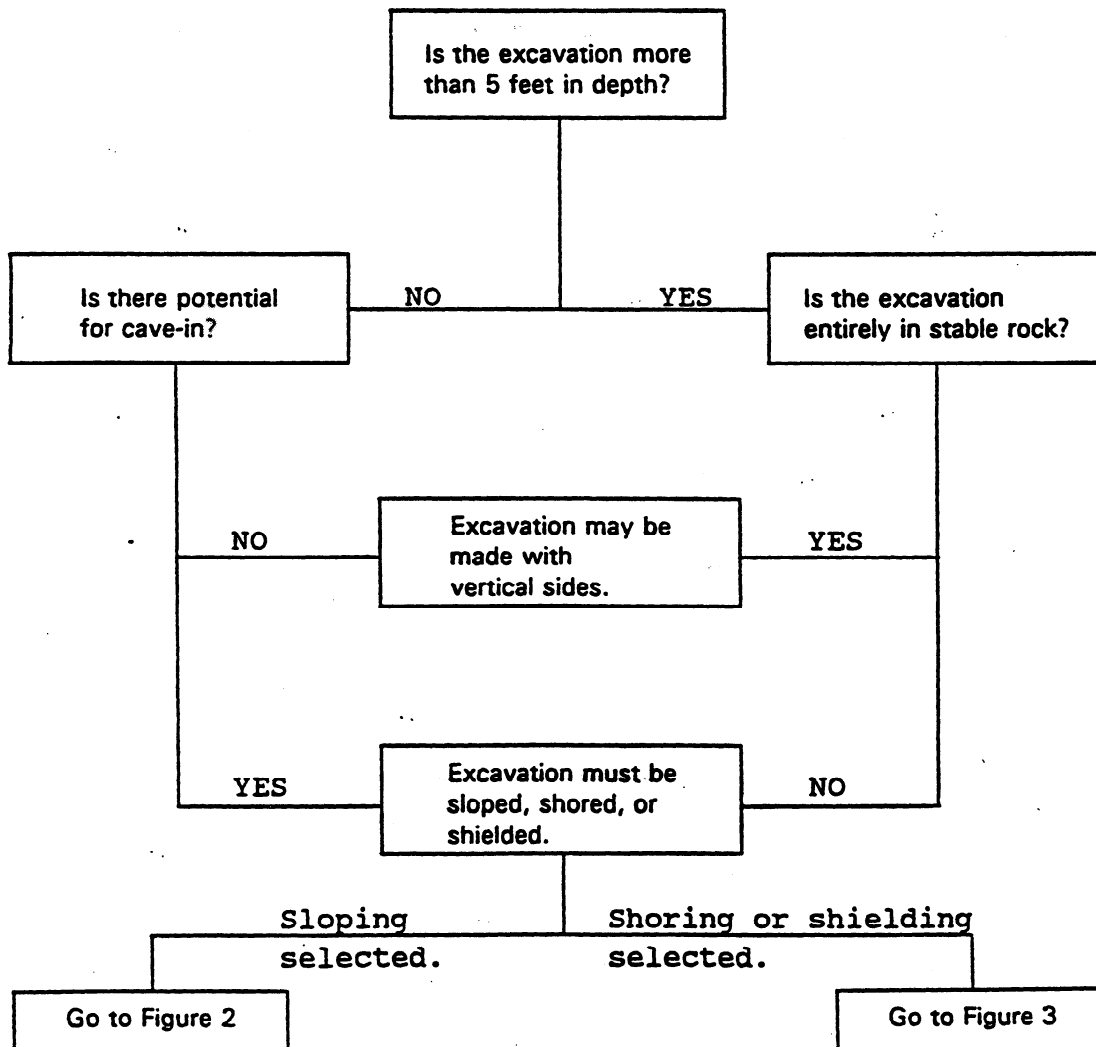 Is the excavation more
than 5 feet in depth?
Is there potential
for cave-in?
NO
YES
Is the excavation
entirely in stable rock?
NO
Excavation may be
made with
vertical sides.
YES
YES
Excavation must be
sloped, shored, or
shielded.
NO
Sloping
selected.
Shoring or shielding
selected.
Go to Figure 2
Go to Figure 3